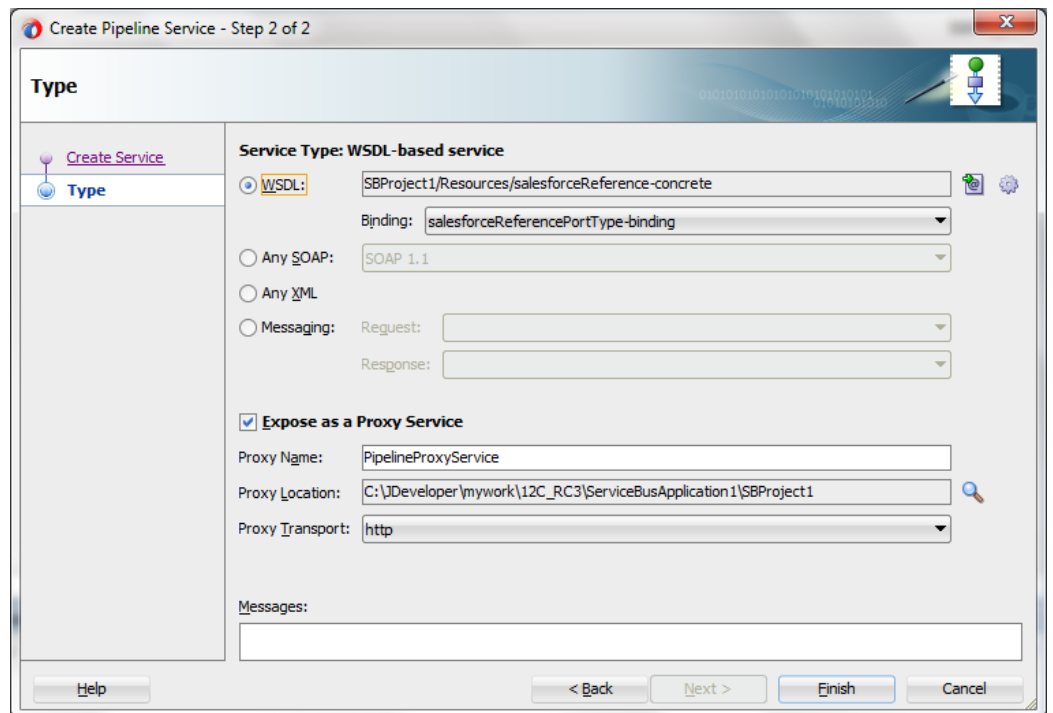 Create Pipeline Service - Step 2 of 2
Type
010101010101010101010101
0101010101010
Create Service
Type
Service Type: WSDL-based service
WSDL: SBProject1/Resources/salesforceReference-concrete
Binding: salesforceReferencePortType-binding
Any SOAP: SOAP 1.1
Any XML
Messaging: Request:
Response:
Expose as a Proxy Service
Proxy Name: PipelineProxyService
Proxy Location: C:\JDeveloper\mywork\12C_RC3\ServiceBusApplication1\SBProject1
Proxy Transport: http
Messages:
Help < Back Next > Finish Cancel